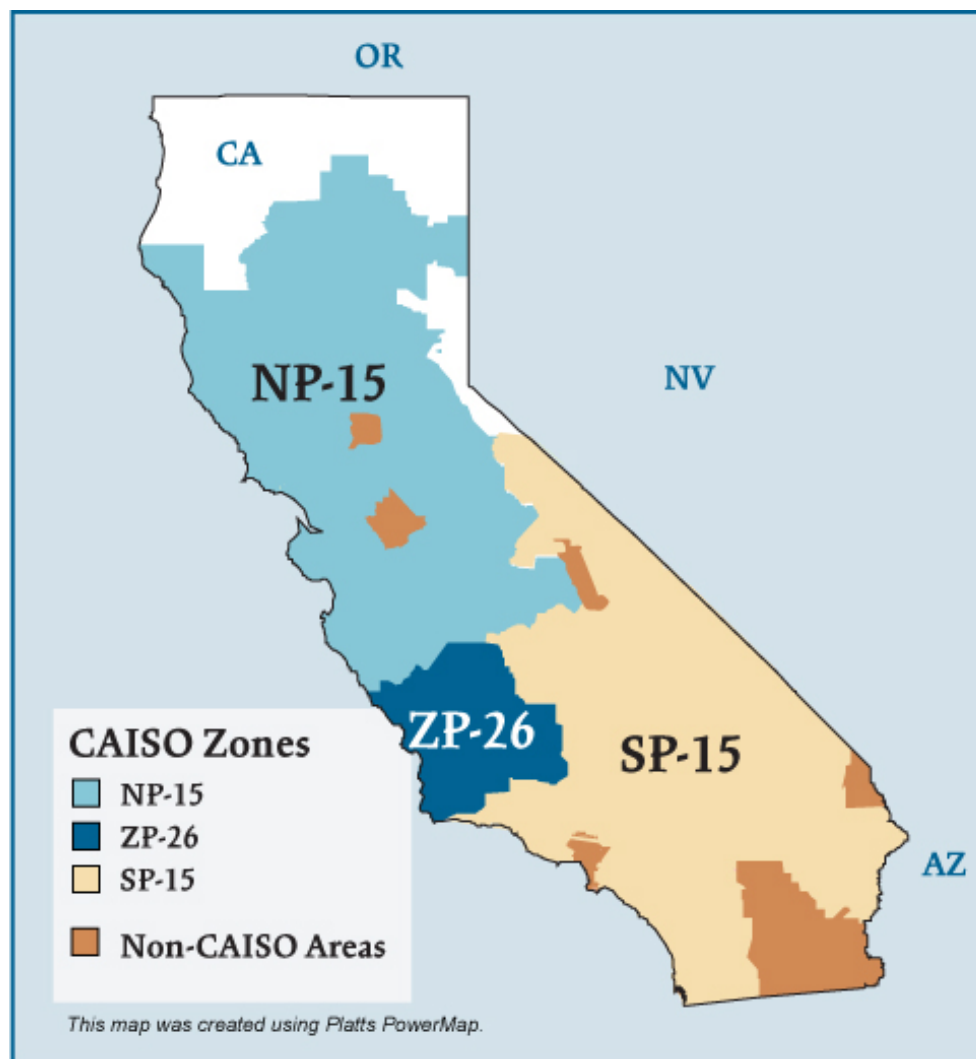 OR
CA
NP-15
NV
ZP-26
SP-15
AZ
CAISO Zones
NP-15
ZP-26
SP-15
Non-CAISO Areas
This map was created using Platts PowerMap.